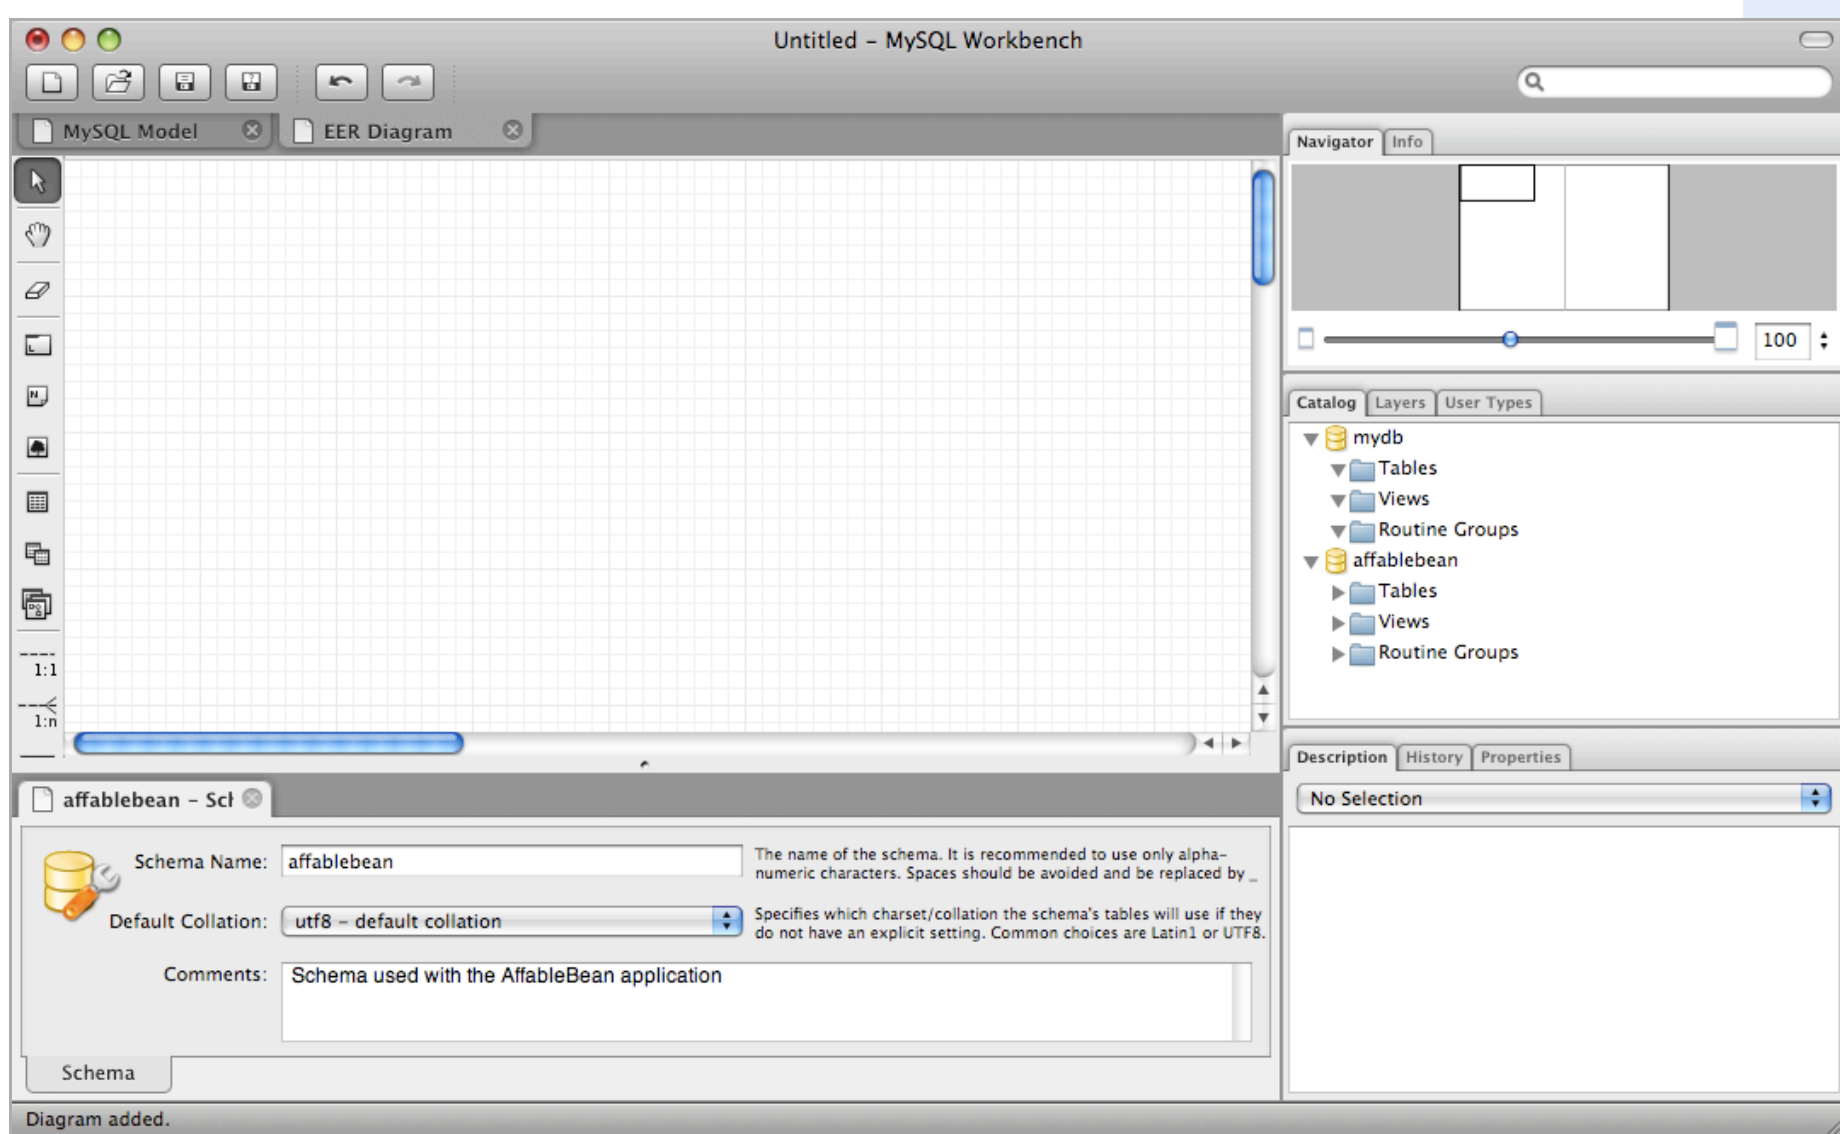 Untitled – MySQL Workbench
MySQL Model
EER Diagram
Navigator
Info
100
N
1:1
1:n
Catalog
Layers
User Types
mydb
Tables
Views
Routine Groups
affablebean
Tables
Views
Routine Groups
Description
History
Properties
No Selection
affablebean – Scl
Schema Name:
affablebean
The name of the schema. It is recommended to use only alpha-
numeric characters. Spaces should be avoided and be replaced by _
Default Collation:
utf8 – default collation
Specifies which charset/collation the schema's tables will use if they
do not have an explicit setting. Common choices are Latin1 or UTF8.
Comments:
Schema used with the AffableBean application
Schema
Diagram added.